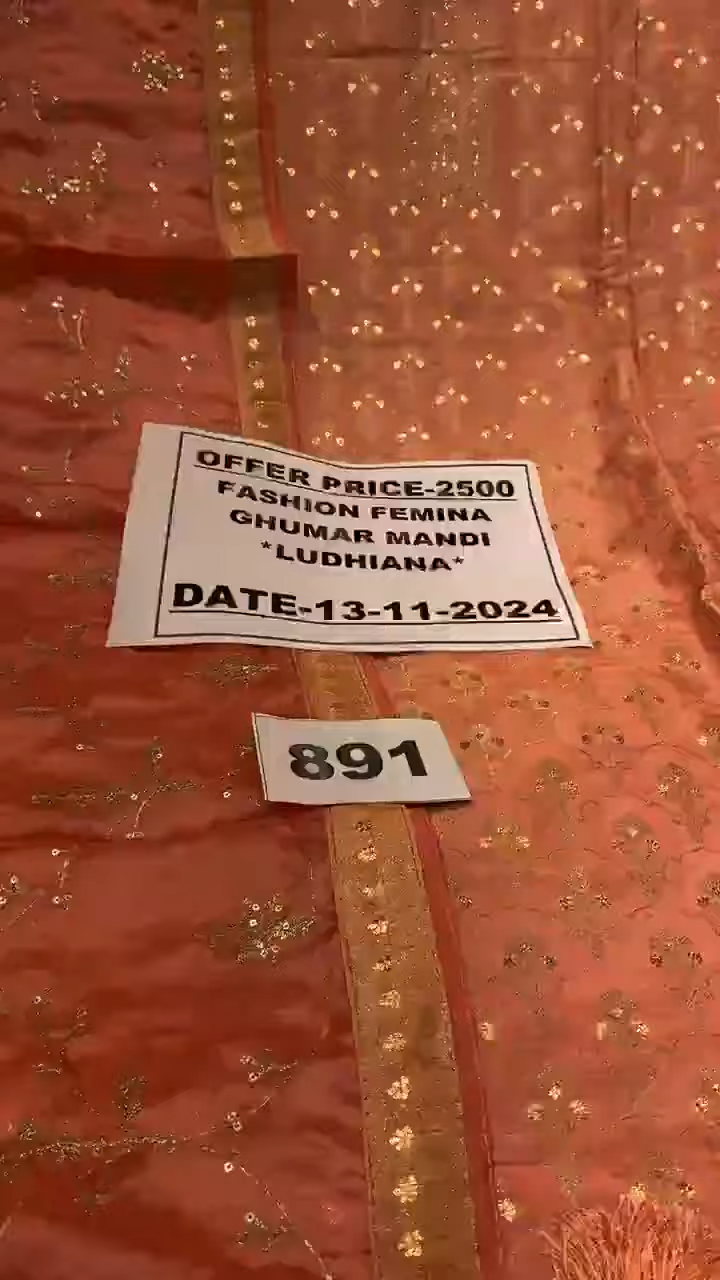 OFFER PRICE-2500
FASHION FEMINA
GHUMAR MANDI
*LUDHIANA*
DATE-13-11-2024
891